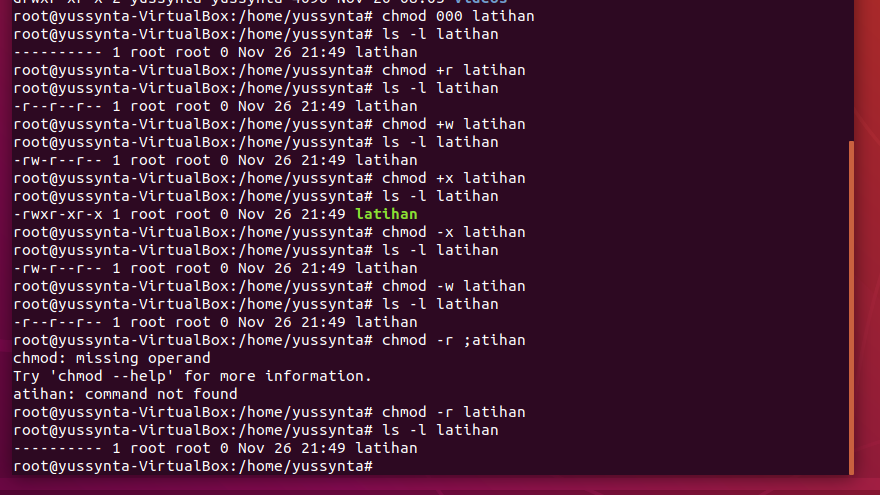 root@yussynta-VirtualBox:/home/yussynta# chmod 000 latihan
root@yussynta-VirtualBox:/home/yussynta# ls -l latihan
---------- 1 root root 0 Nov 26 21:49 latihan
root@yussynta-VirtualBox:/home/yussynta# chmod +r latihan
root@yussynta-VirtualBox:/home/yussynta# ls -l latihan
-r--r--r-- 1 root root 0 Nov 26 21:49 latihan
root@yussynta-VirtualBox:/home/yussynta# chmod +w latihan
root@yussynta-VirtualBox:/home/yussynta# ls -l latihan
-rw-r--r-- 1 root root 0 Nov 26 21:49 latihan
root@yussynta-VirtualBox:/home/yussynta# chmod +x latihan
root@yussynta-VirtualBox:/home/yussynta# ls -l latihan
-rwxr-xr-x 1 root root 0 Nov 26 21:49 latihan
root@yussynta-VirtualBox:/home/yussynta# chmod -x latihan
root@yussynta-VirtualBox:/home/yussynta# ls -l latihan
-rw-r--r-- 1 root root 0 Nov 26 21:49 latihan
root@yussynta-VirtualBox:/home/yussynta# chmod -w latihan
root@yussynta-VirtualBox:/home/yussynta# ls -l latihan
-r--r--r-- 1 root root 0 Nov 26 21:49 latihan
root@yussynta-VirtualBox:/home/yussynta# chmod -r ;atihan
chmod: missing operand
Try 'chmod --help' for more information.
atihan: command not found
root@yussynta-VirtualBox:/home/yussynta# chmod -r latihan
root@yussynta-VirtualBox:/home/yussynta# ls -l latihan
---------- 1 root root 0 Nov 26 21:49 latihan
root@yussynta-VirtualBox:/home/yussynta#